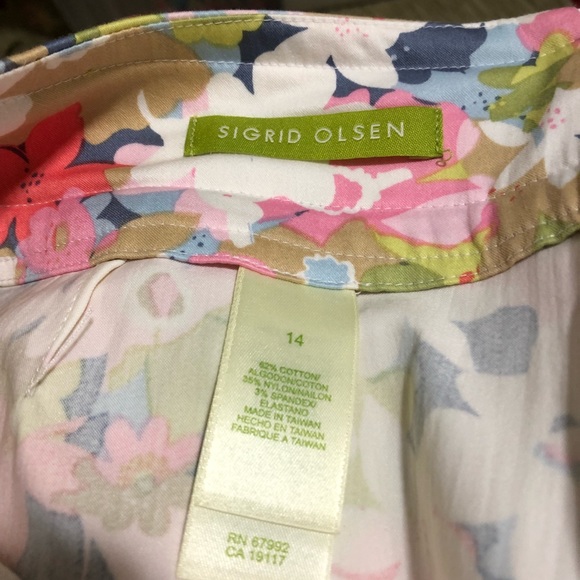 SIGRID OLSEN
14
62% COTTON/
ALGODON/COTON
35% NYLON/NAILON
3% SPANDEX/
ELASTANO
MADE IN TAIWAN
HECHO EN TAIWAN
FABRIQUE A TAIWAN
RN 67992
CA 19117